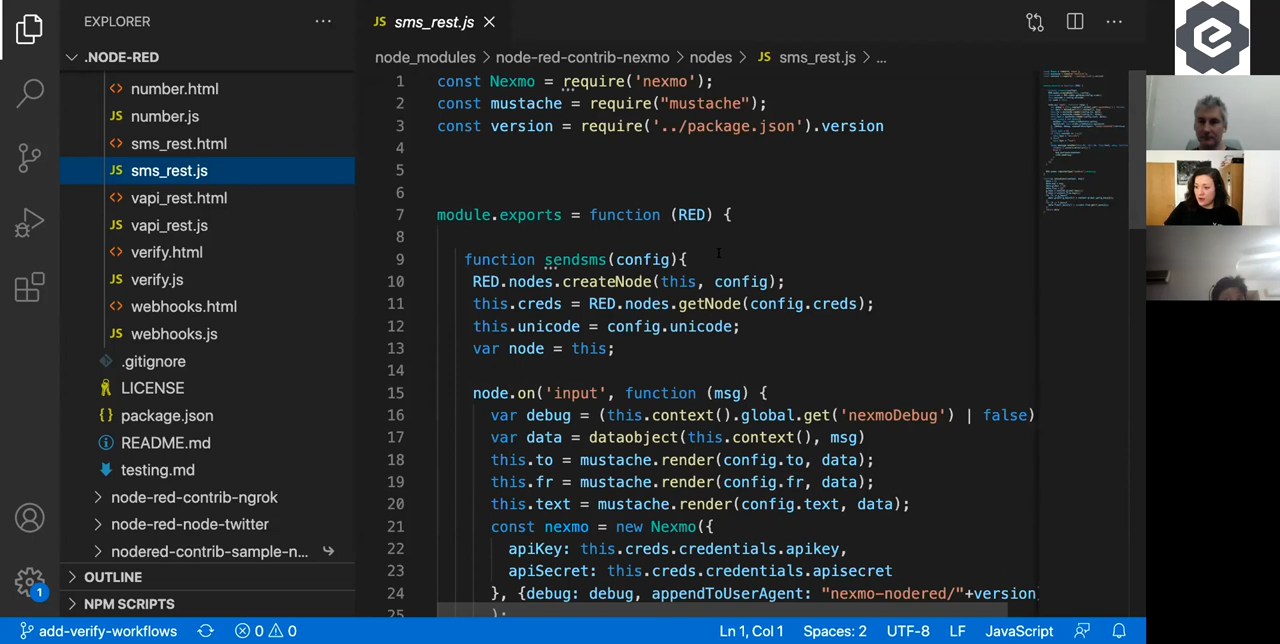 EXPLORER
JS sms_rest.js
.NODE-RED
node_modules > node-red-contrib-nexmo > nodes > JS sms_rest.js > ...
<> number.html
JS number.js
<> sms_rest.html
JS sms_rest.js
<> vapi_rest.html
JS vapi_rest.js
<> verify.html
JS verify.js
<> webhooks.html
JS webhooks.js
.gitignore
LICENSE
{} package.json
README.md
testing.md
> node-red-contrib-ngrok
> node-red-node-twitter
> nodered-contrib-sample-n...
> OUTLINE
> NPM SCRIPTS
1 const Nexmo = require('nexmo');
2 const mustache = require("mustache");
3 const version = require('../package.json').version
4
5
6
7 module.exports = function (RED) {
8
9 function sendsms(config){
10 RED.nodes.createNode(this, config);
11 this.creds = RED.nodes.getNode(config.creds);
12 this.unicode = config.unicode;
13 var node = this;
14
15 node.on('input', function (msg) {
16 var debug = (this.context().global.get('nexmoDebug') | false)
17 var data = dataobject(this.context(), msg)
18 this.to = mustache.render(config.to, data);
19 this.fr = mustache.render(config.fr, data);
20 this.text = mustache.render(config.text, data);
21 const nexmo = new Nexmo({
22 apiKey: this.creds.credentials.apikey,
23 apiSecret: this.creds.credentials.apisecret
24 }, {debug: debug, appendToUserAgent: "nexmo-nodered/"+version
25 );
1
add-verify-workflows 0 0 Ln 1, Col 1 Spaces: 2 UTF-8 LF JavaScript